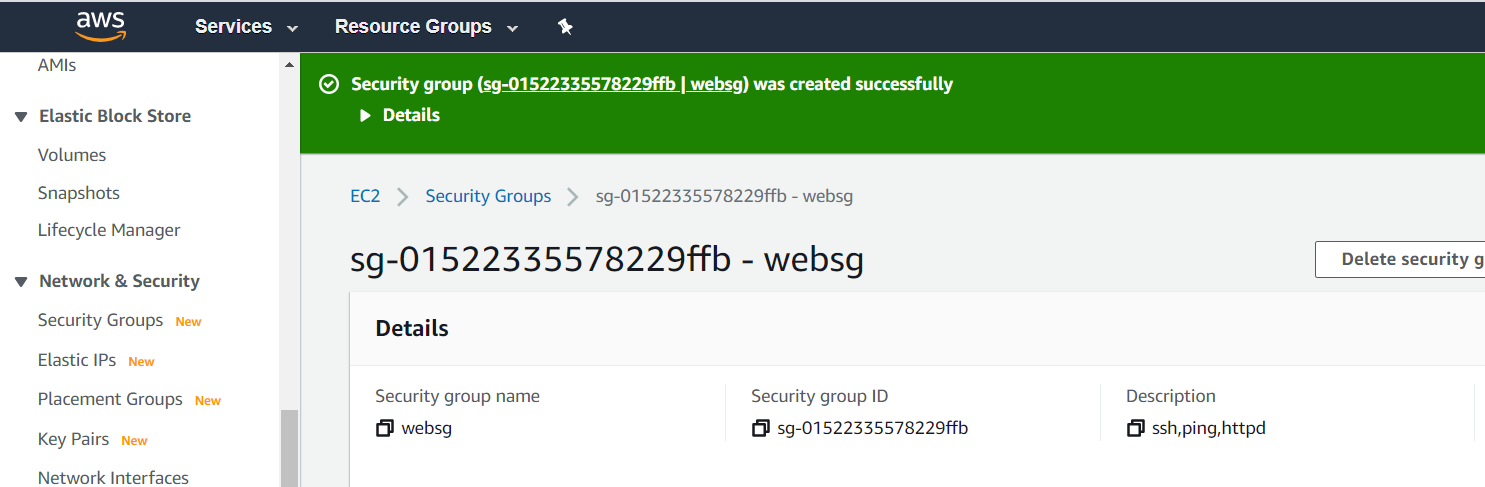 aws
Services
Resource Groups
AMIs
Elastic Block Store
Volumes
Snapshots
Lifecycle Manager
Network & Security
Security Groups New
Elastic IPs New
Placement Groups New
Key Pairs New
Network Interfaces
Security group (sg-01522335578229ffb | websg) was created successfully
Details
EC2 > Security Groups > sg-01522335578229ffb - websg
sg-01522335578229ffb - websg
Delete security g
Details
Security group name
websg
Security group ID
sg-01522335578229ffb
Description
ssh,ping,httpd